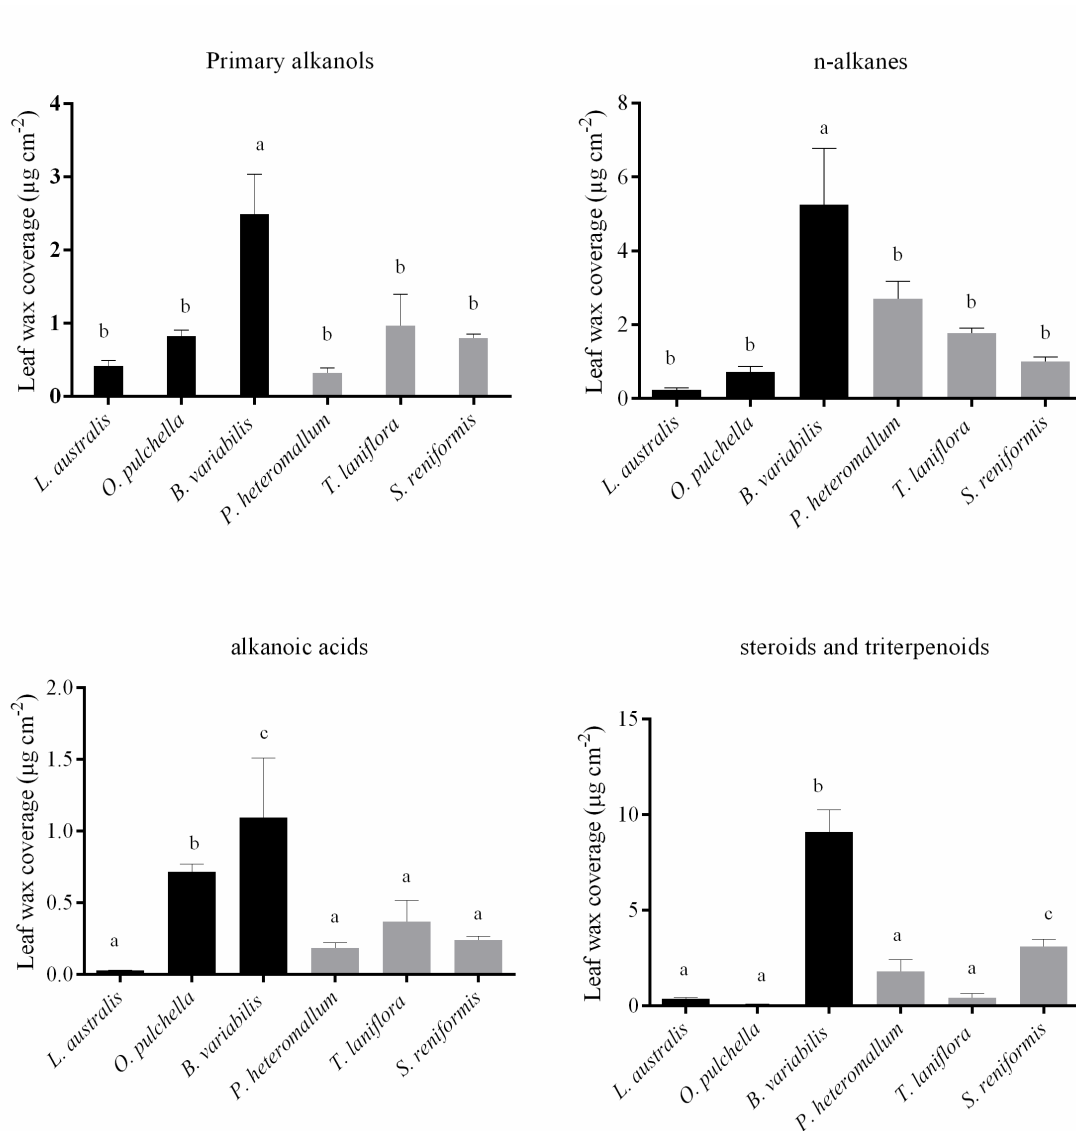 Primary alkanols
Leaf wax coverage (µg cm-2)
4
3
2
1
0
b
b
a
b
b
b
L. australis
O. pulchella
B. variabilis
P. heteromallum
T. laniflora
S. reniformis
n-alkanes
Leaf wax coverage (µg cm-2)
8
6
4
2
0
b
b
a
b
b
b
L. australis
O. pulchella
B. variabilis
P. heteromallum
T. laniflora
S. reniformis
alkanoic acids
Leaf wax coverage (µg cm-2)
2.0
1.5
1.0
0.5
0.0
a
b
c
a
a
a
L. australis
O. pulchella
B. variabilis
P. heteromallum
T. laniflora
S. reniformis
steroids and triterpenoids
Leaf wax coverage (µg cm-2)
15
10
5
0
a
a
b
a
a
c
L. australis
O. pulchella
B. variabilis
P. heteromallum
T. laniflora
S. reniformis